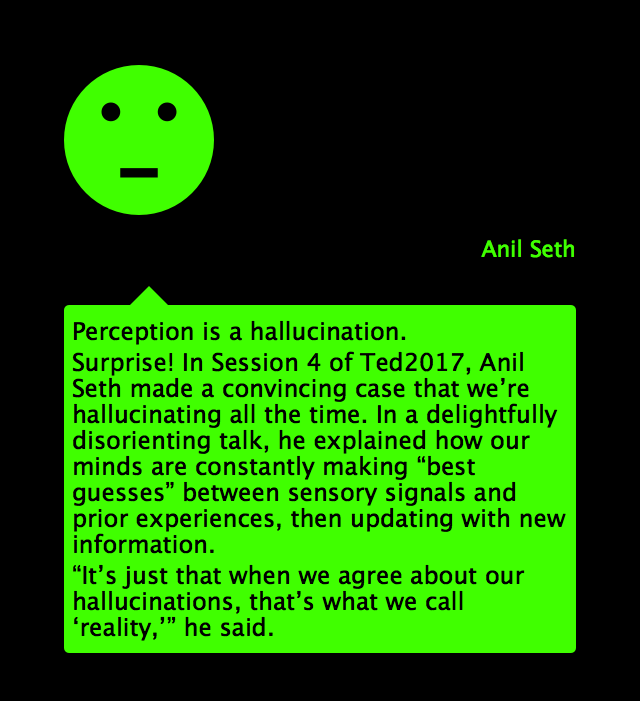 Anil Seth
Perception is a hallucination.
Surprise! In Session 4 of Ted2017, Anil
Seth made a convincing case that we’re
hallucinating all the time. In a delightfully
disorienting talk, he explained how our
minds are constantly making “best
guesses” between sensory signals and
prior experiences, then updating with new
information.
“It’s just that when we agree about our
hallucinations, that’s what we call
‘reality,’” he said.